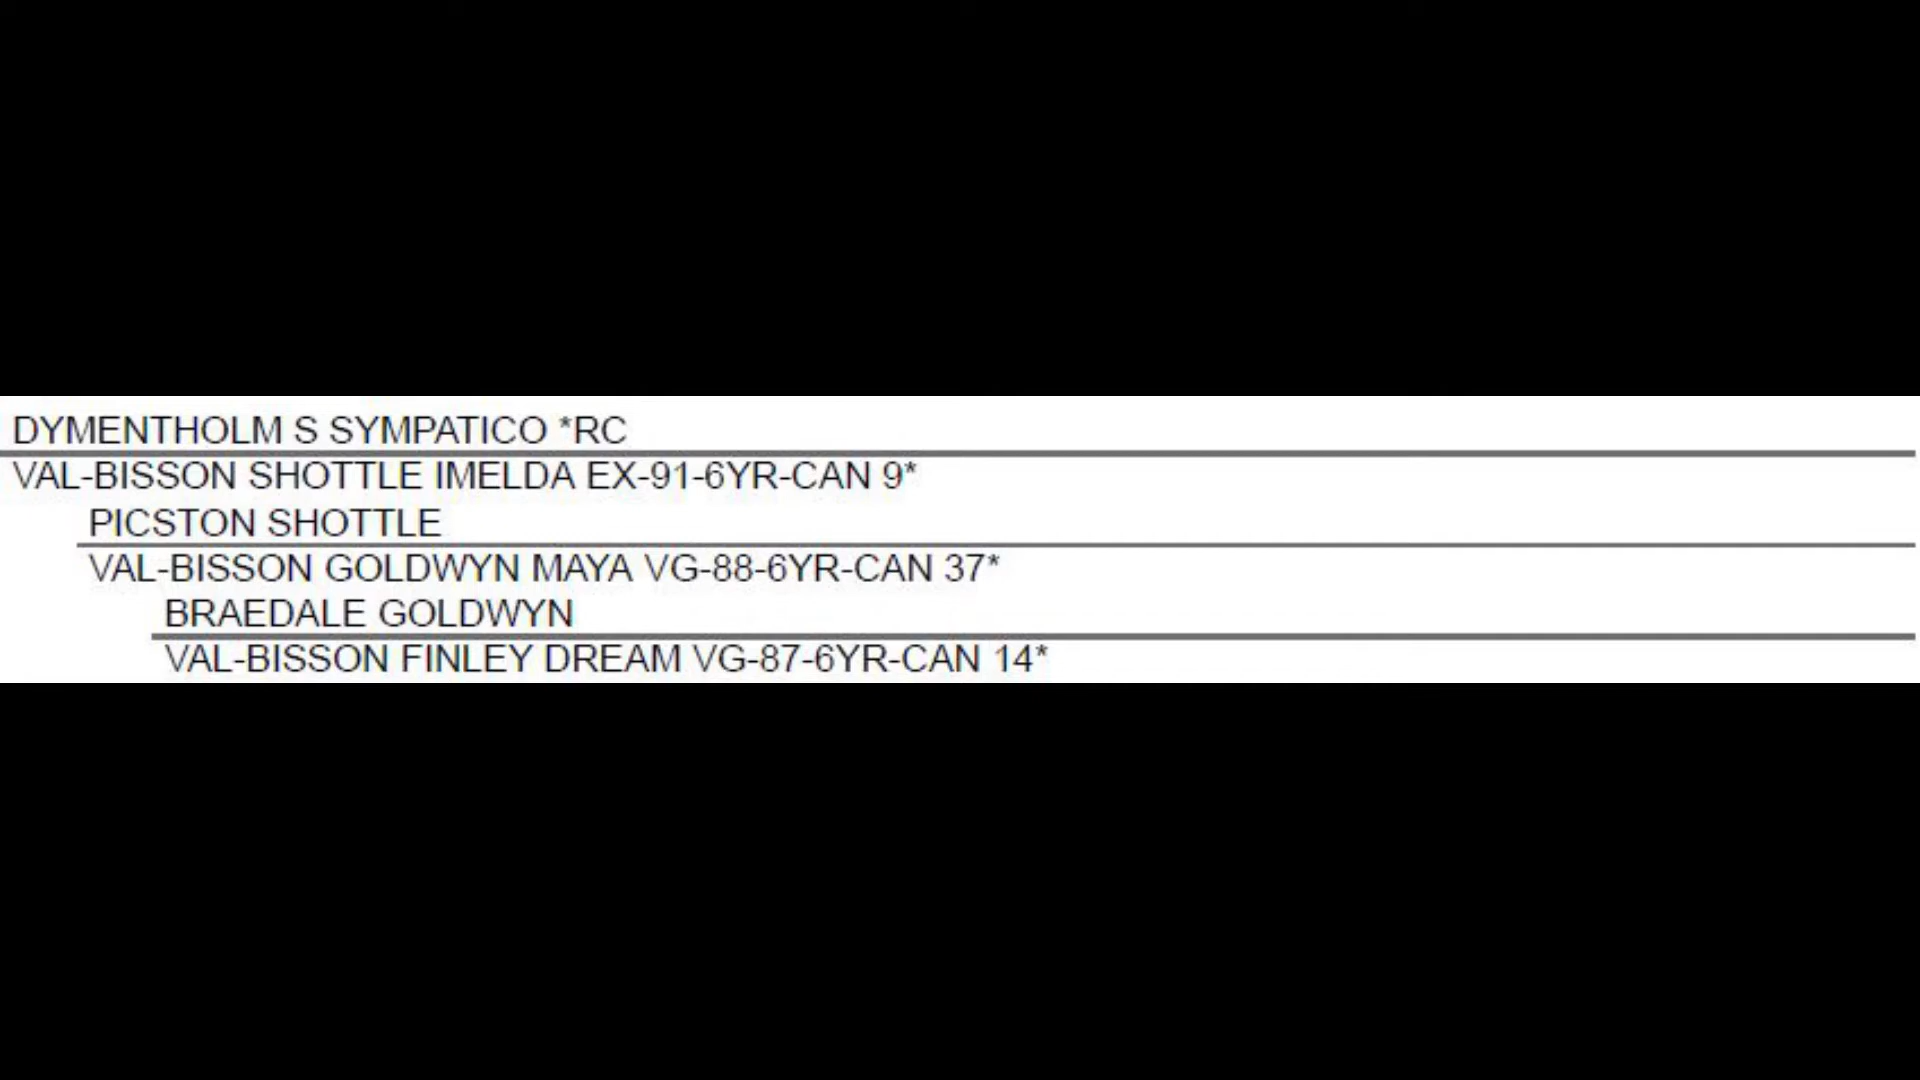 DYMENTHOLM S SYMPATICO *RC
VAL-BISSON SHOTTLE IMELDA EX-91-6YR-CAN 9*
PICSTON SHOTTLE
VAL-BISSON GOLDWYN MAYA VG-88-6YR-CAN 37*
BRAEDALE GOLDWYN
VAL-BISSON FINLEY DREAM VG-87-6YR-CAN 14*